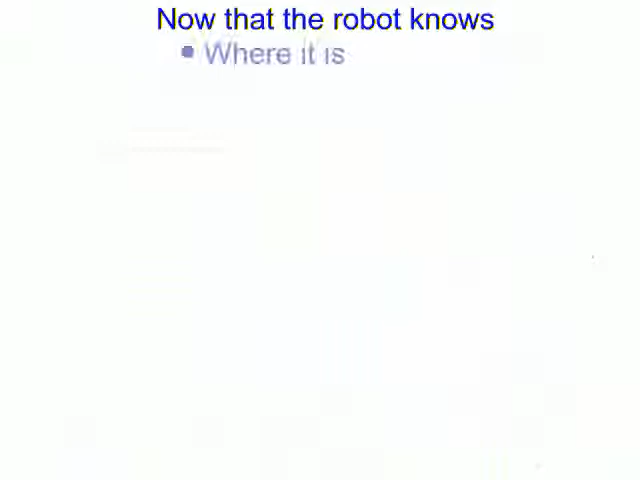 Now that the robot knows
• Where it is